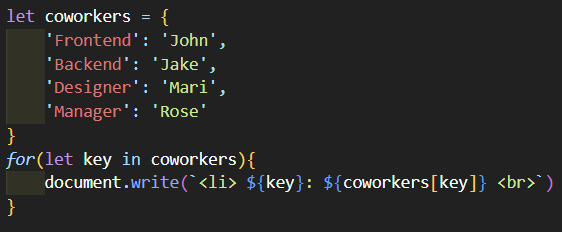 let coworkers = {
    'Frontend': 'John',
    'Backend': 'Jake',
    'Designer': 'Mari',
    'Manager': 'Rose'
}
for(let key in coworkers){
    document.write(`<li> ${key}: ${coworkers[key]} <br>`)
}